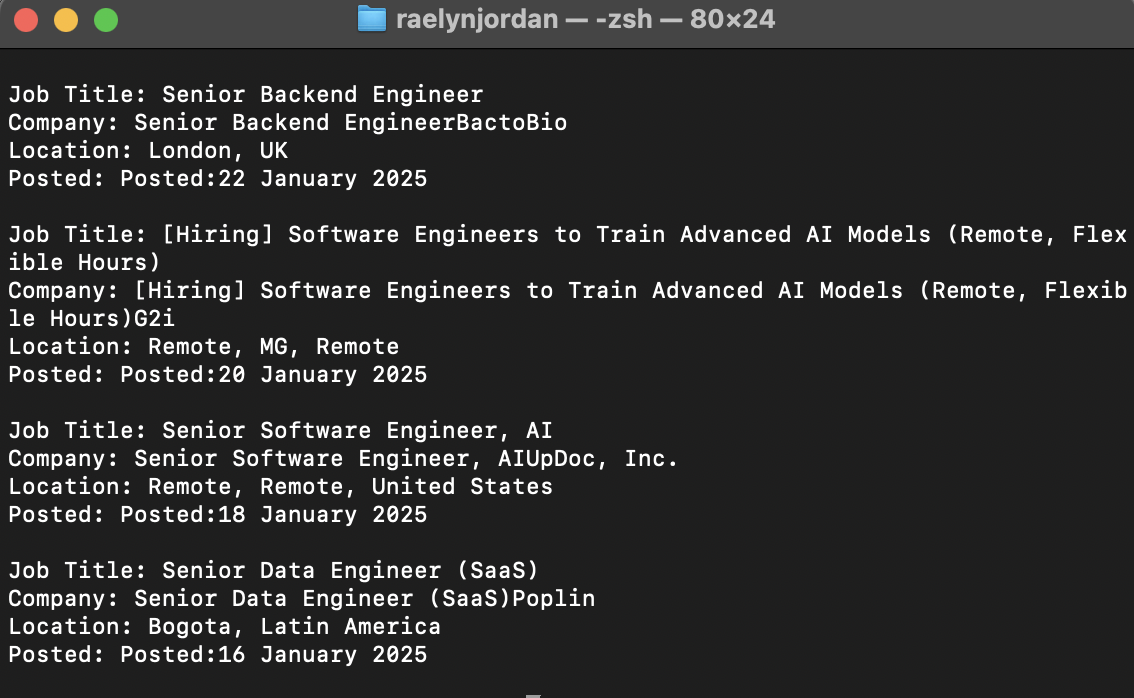 raelynjordan — -zsh — 80×24
Job Title: Senior Backend Engineer
Company: Senior Backend EngineerBactoBio
Location: London, UK
Posted: Posted:22 January 2025
Job Title: [Hiring] Software Engineers to Train Advanced AI Models (Remote, Flex
ible Hours)
Company: [Hiring] Software Engineers to Train Advanced AI Models (Remote, Flexib
le Hours)G2i
Location: Remote, MG, Remote
Posted: Posted:20 January 2025
Job Title: Senior Software Engineer, AI
Company: Senior Software Engineer, AIUpDoc, Inc.
Location: Remote, Remote, United States
Posted: Posted:18 January 2025
Job Title: Senior Data Engineer (SaaS)
Company: Senior Data Engineer (SaaS)Poplin
Location: Bogota, Latin America
Posted: Posted:16 January 2025